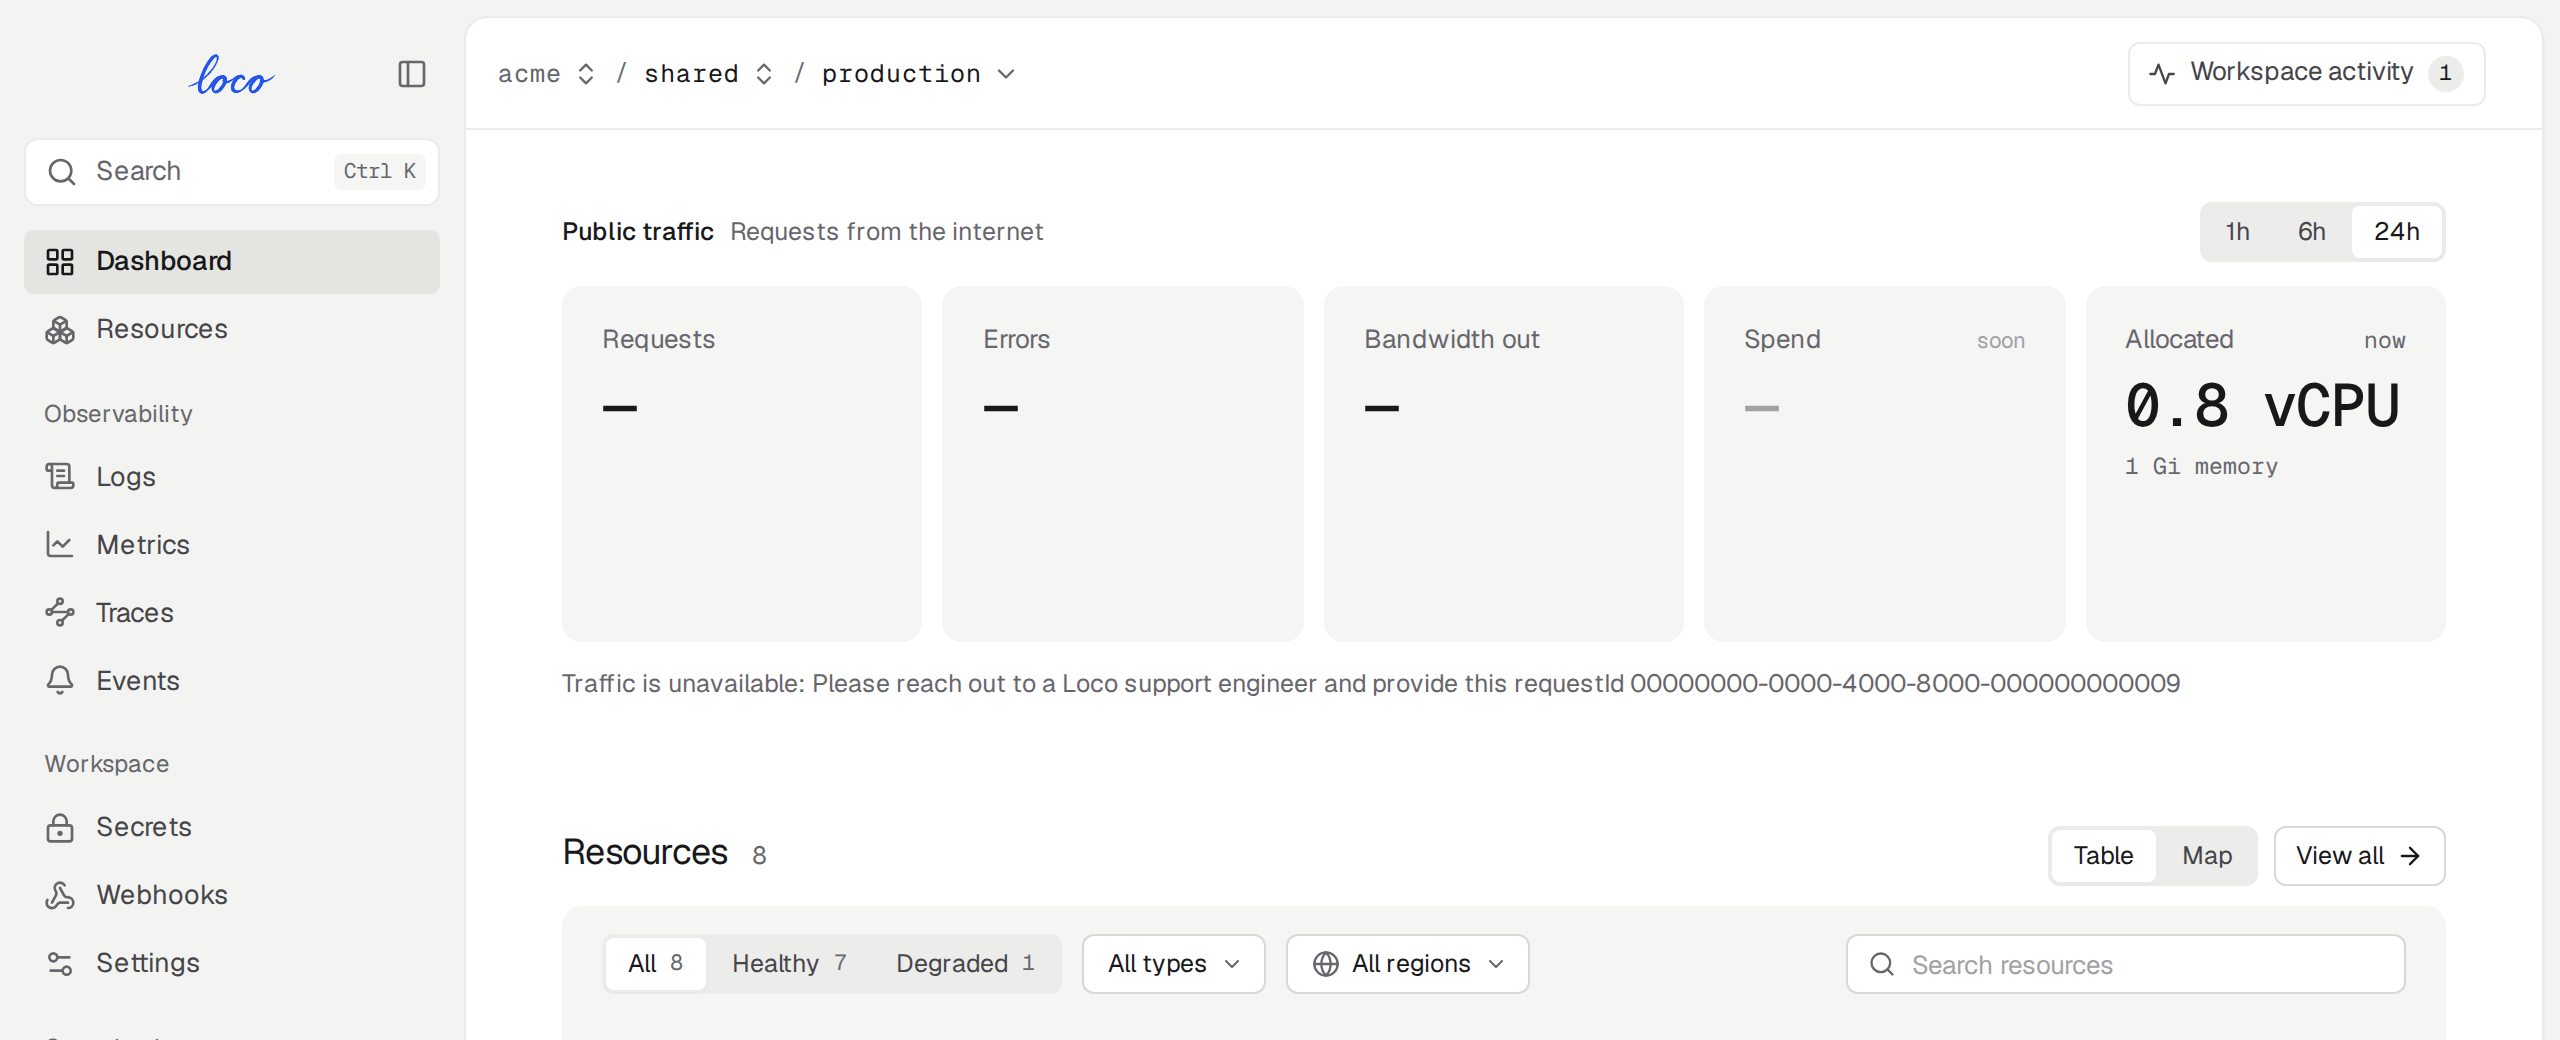 loco
acme / shared / production
Workspace activity 1
Search Ctrl K
Dashboard
Resources
Observability
Logs
Metrics
Traces
Events
Workspace
Secrets
Webhooks
Settings
Public traffic Requests from the internet
1h 6h 24h
Requests
—
Errors
—
Bandwidth out
—
Spend soon
—
Allocated now
0.8 vCPU
1 Gi memory
Traffic is unavailable: Please reach out to a Loco support engineer and provide this requestId 00000000-0000-4000-8000-000000000009
Resources 8
Table Map View all
All 8 Healthy 7 Degraded 1 All types All regions Search resources